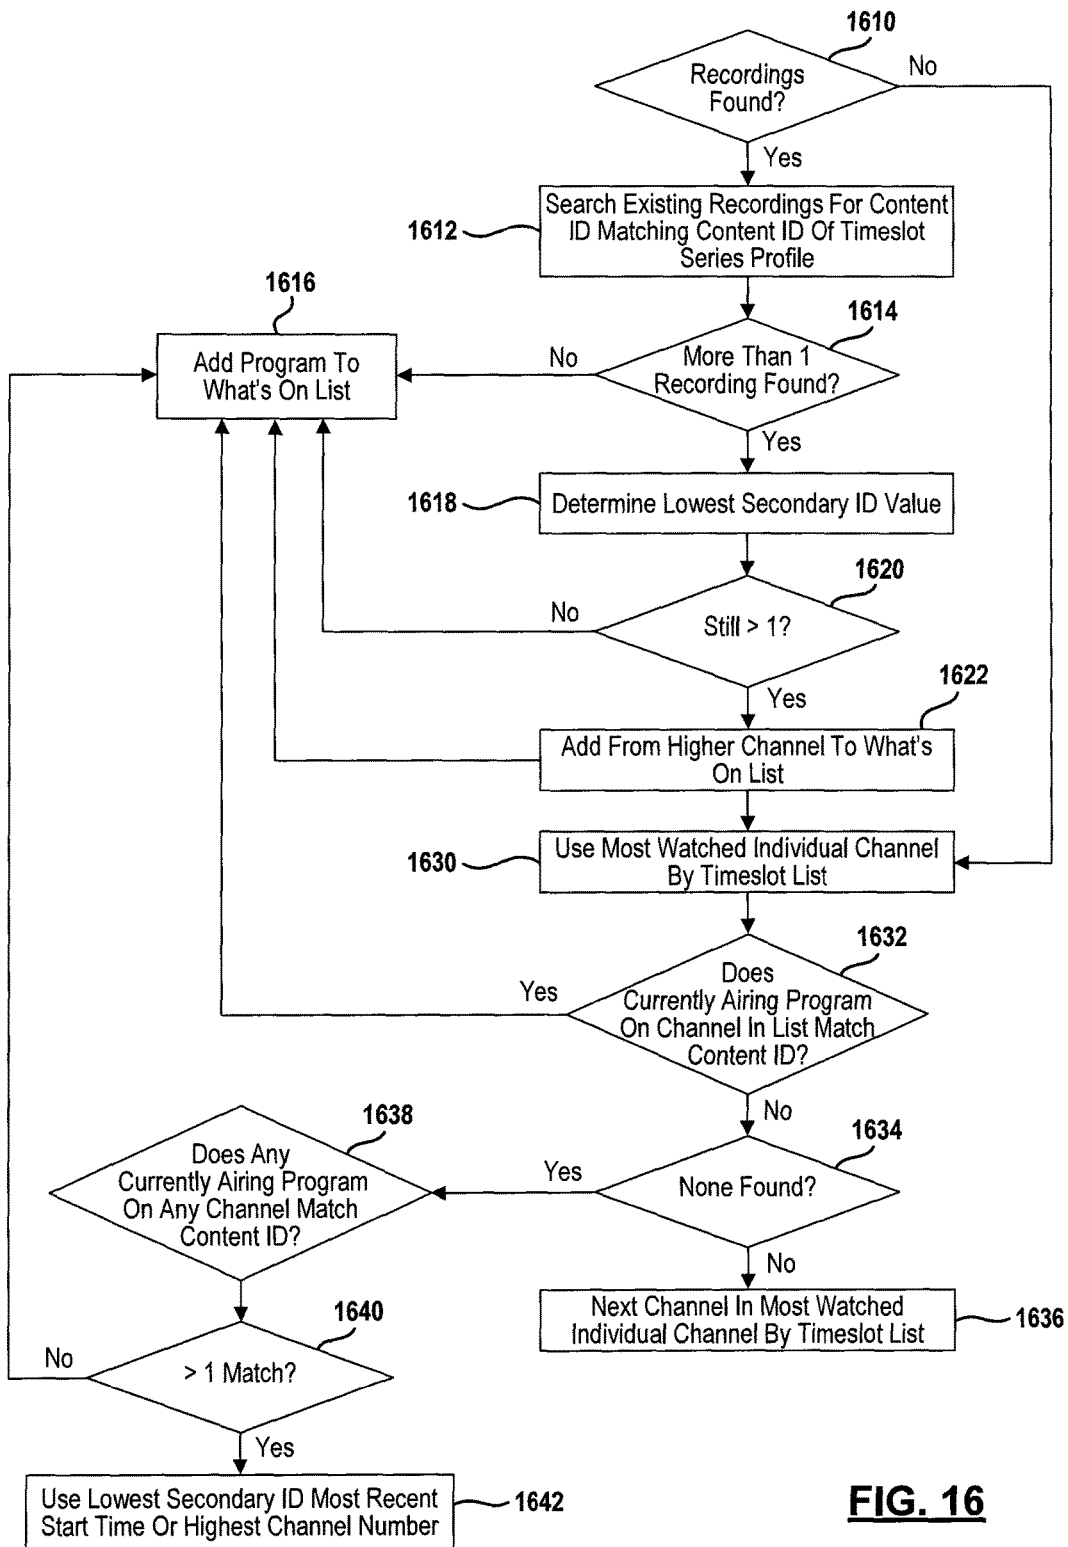 1610
Recordings
Found?
No
Yes
Search Existing Recordings For Content
ID Matching Content ID Of Timeslot
Series Profile
1612
1616
Add Program To
What's On List
1614
More Than 1
Recording Found?
No
Yes
1618
Determine Lowest Secondary ID Value
1620
Still > 1?
No
Yes
1622
Add From Higher Channel To What's
On List
1630
Use Most Watched Individual Channel
By Timeslot List
1632
Does
Currently Airing Program
On Channel In List Match
Content ID?
Yes
No
1634
None Found?
Yes
No
1638
Does Any
Currently Airing Program
On Any Channel Match
Content ID?
Next Channel In Most Watched
Individual Channel By Timeslot List
1636
1640
> 1 Match?
No
Yes
Use Lowest Secondary ID Most Recent
Start Time Or Highest Channel Number
1642
FIG. 16